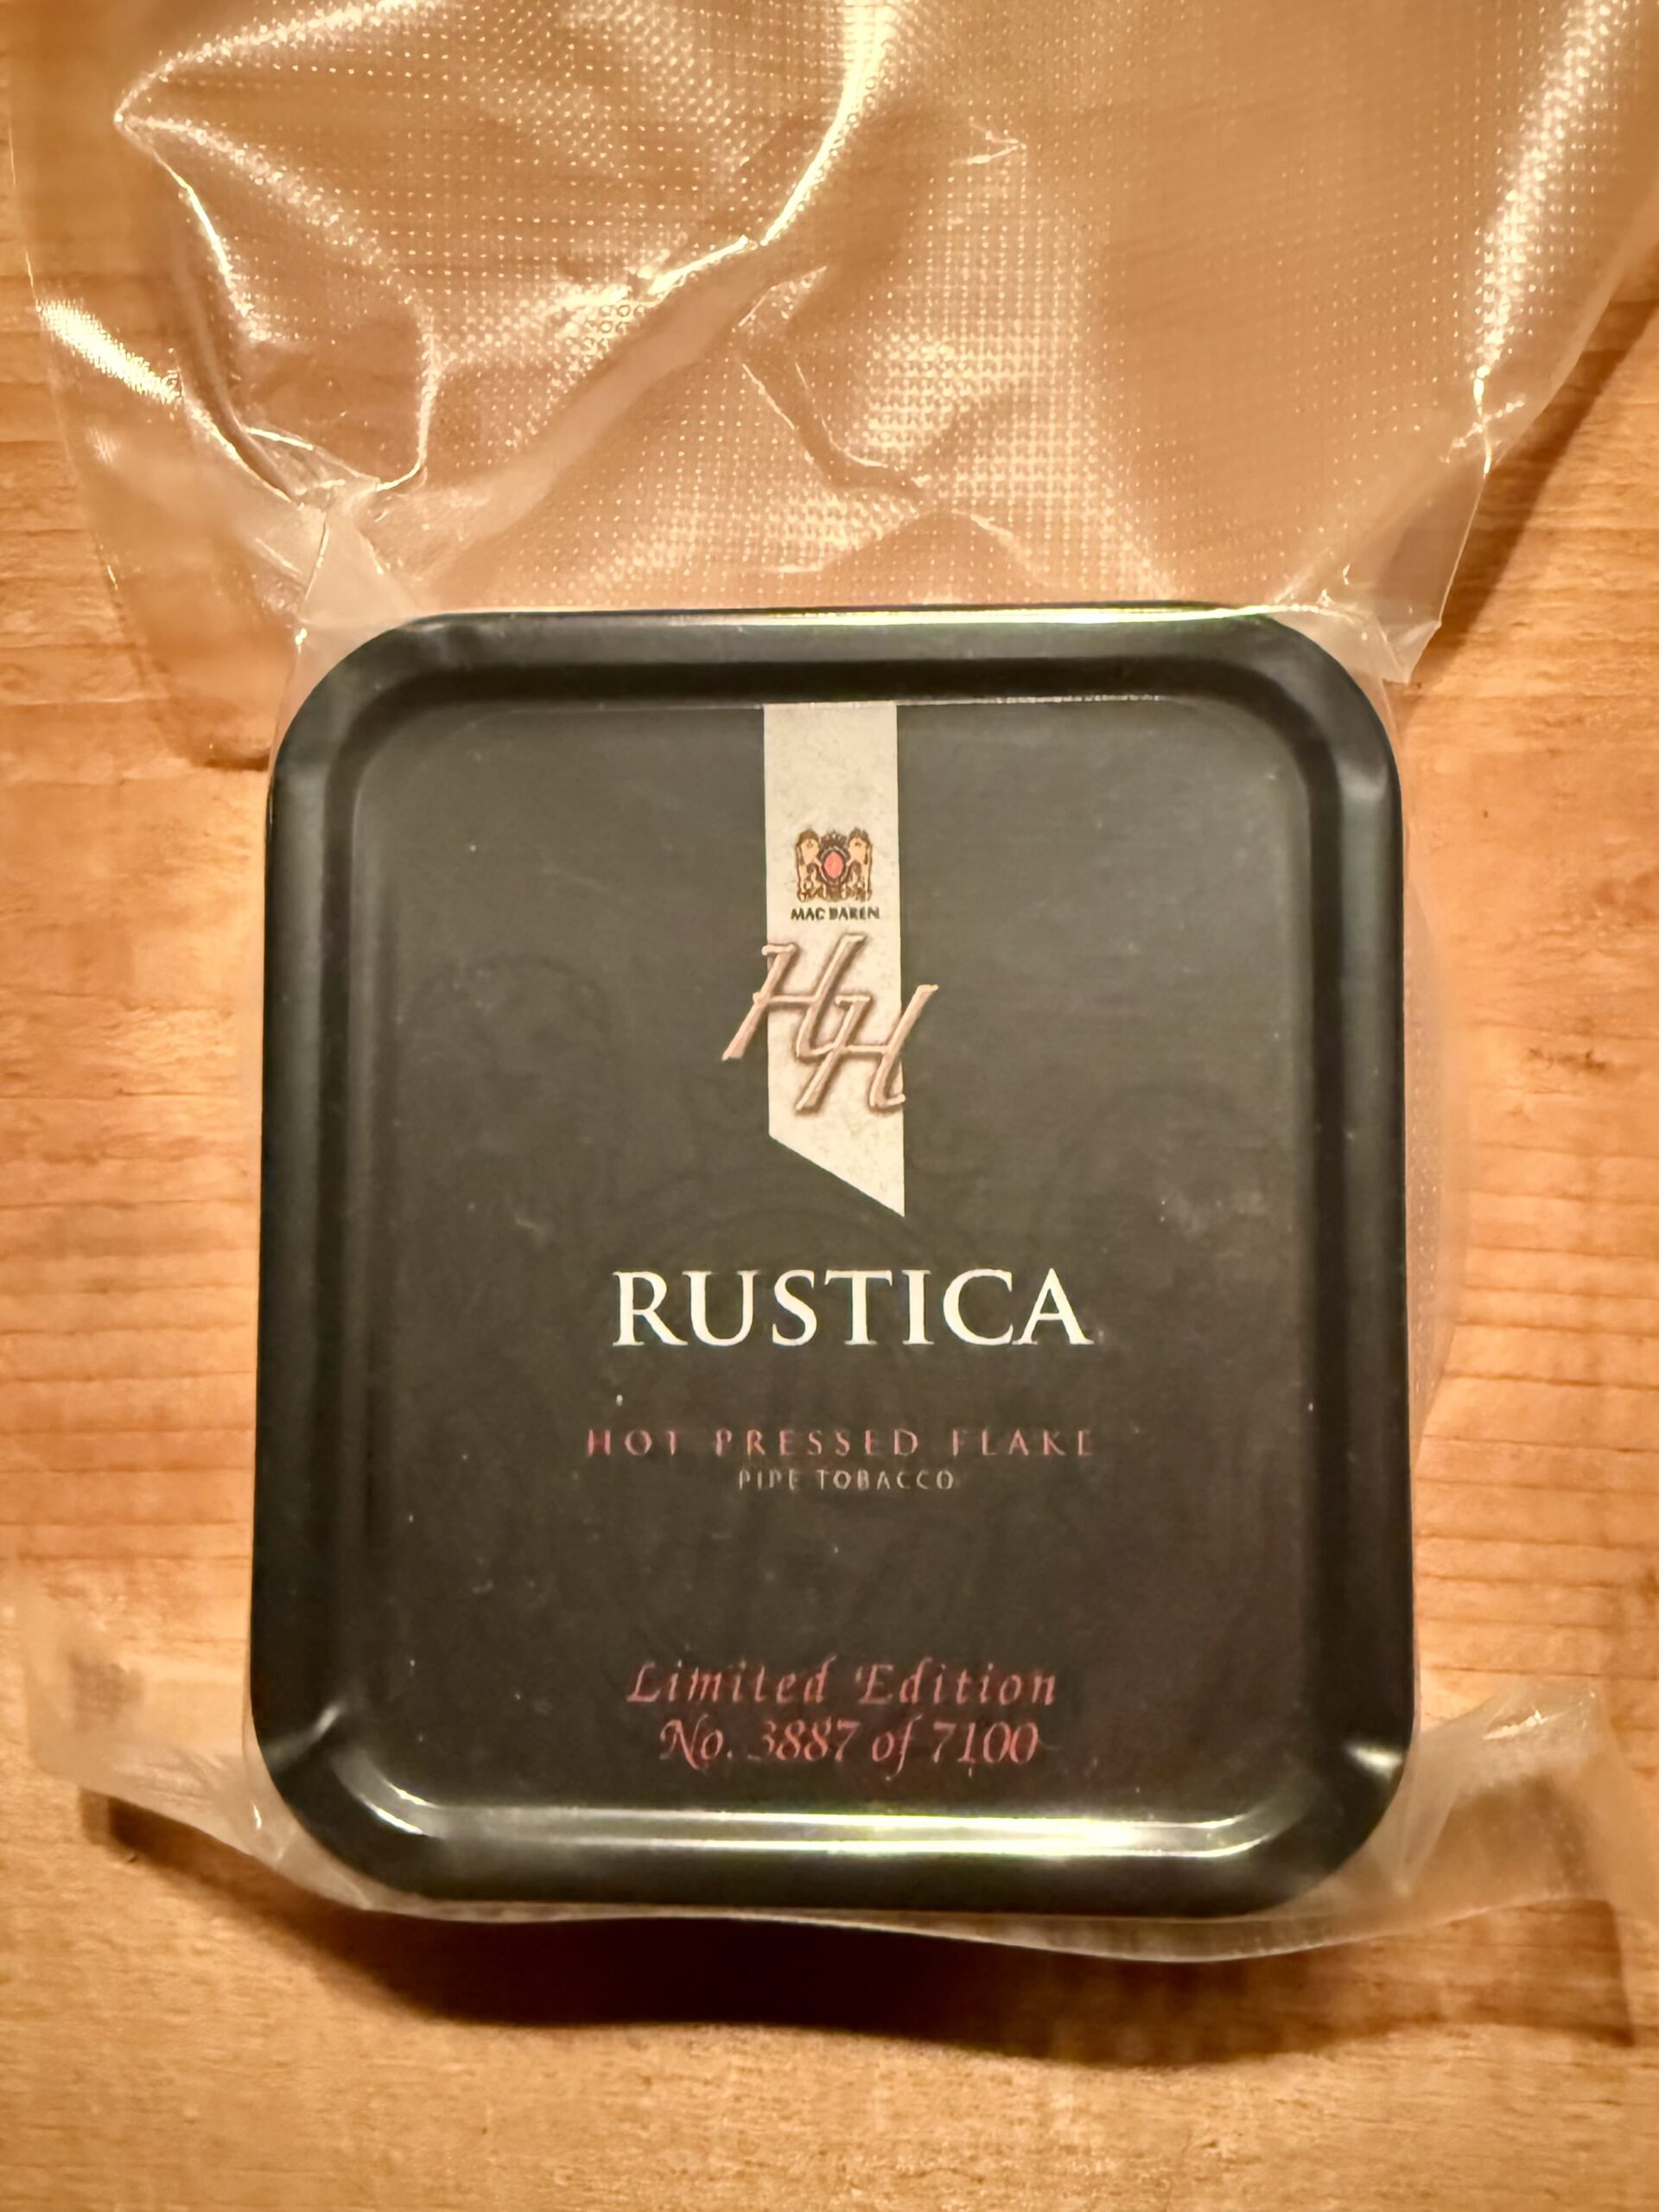 MAC BAREN
HH
RUSTICA
HOT PRESSED FLAKE
PIPE TOBACCO
Limited Edition
No. 3887 of 7100